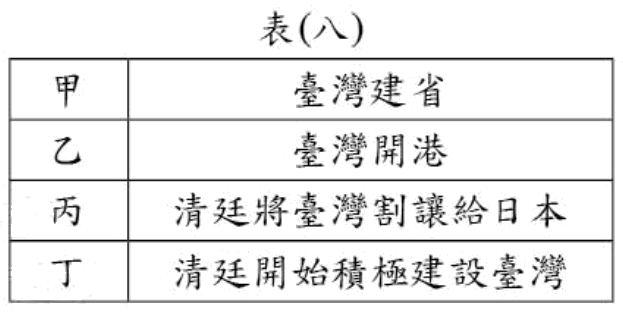 表(八)
甲 臺灣建省
乙 臺灣開港
丙 清廷將臺灣割讓給日本
丁 清廷開始積極建設臺灣